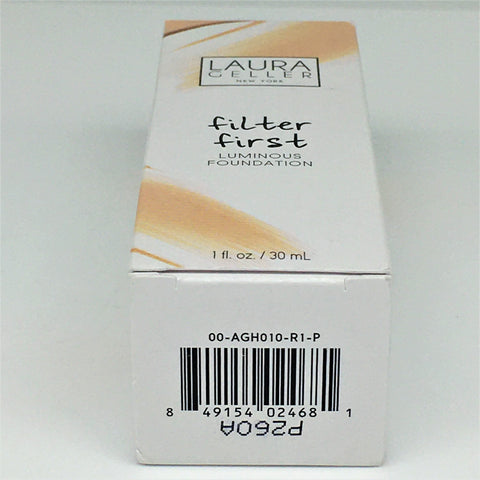 LAURA
GELLER
NEW YORK
filter
first
LUMINOUS
FOUNDATION
1 fl. oz. / 30 mL
00-AGH010-R1-P
8 49154 02468 1
P260A